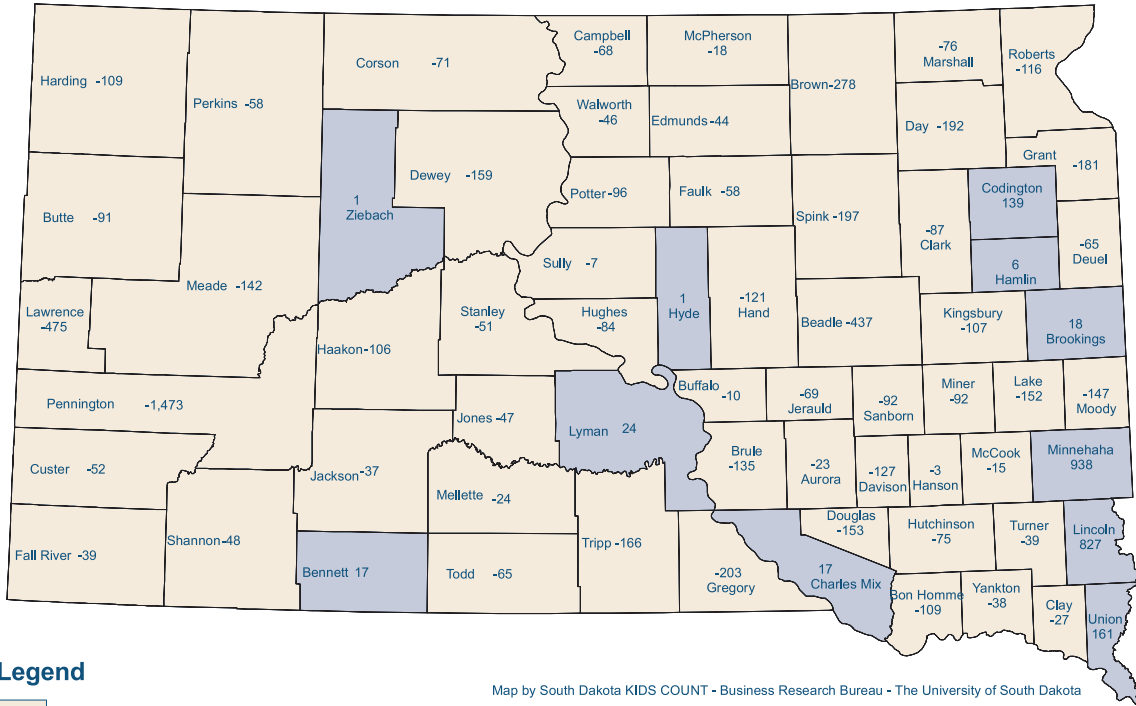 Campbell
-68
McPherson
-18
-76
Marshall
Roberts
-116
Harding -109
Perkins -58
Corson -71
Brown-278
Walworth
-46
Edmunds -44
Day -192
Grant
-181
Butte -91
1
Ziebach
Dewey -159
Potter-96
Faulk -58
Spink -197
-87
Clark
Codington
139
-65
Deuel
6
Hamlin
Meade -142
Sully -7
1
Hyde
-121
Hand
Lawrence
-475
Stanley
-51
Hughes
-84
Beadle -437
Kingsbury
-107
18
Brookings
Haakon-106
Pennington -1,473
Jones -47
Lyman 24
Buffalo
-10
-69
Jerauld
-92
Sanborn
Miner
-92
Lake
-152
-147
Moody
Custer -52
Jackson-37
Mellette -24
Brule
-135
-23
Aurora
-127
Davison
-3
Hanson
McCook
-15
Minnehaha
938
Fall River -39
Shannon-48
Bennett 17
Todd -65
Tripp -166
-203
Gregory
17
Charles Mix
Douglas
-153
Hutchinson
-75
Turner
-39
Lincoln
827
Bon Homme
-109
Yankton
-38
Clay
-27
Union
161
Legend
Map by South Dakota KIDS COUNT - Business Research Bureau - The University of South Dakota